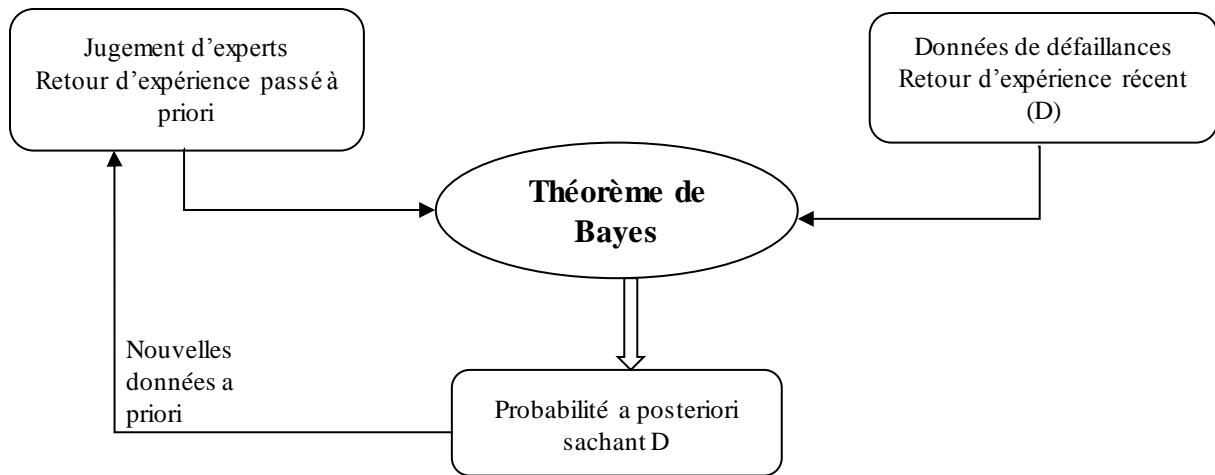 Jugement d'experts
Retour d'expérience passé à
priori
Données de défaillances
Retour d'expérience récent
(D)
Théorème de
Bayes
Nouvelles
données a
priori
Probabilité a posteriori
sachant D